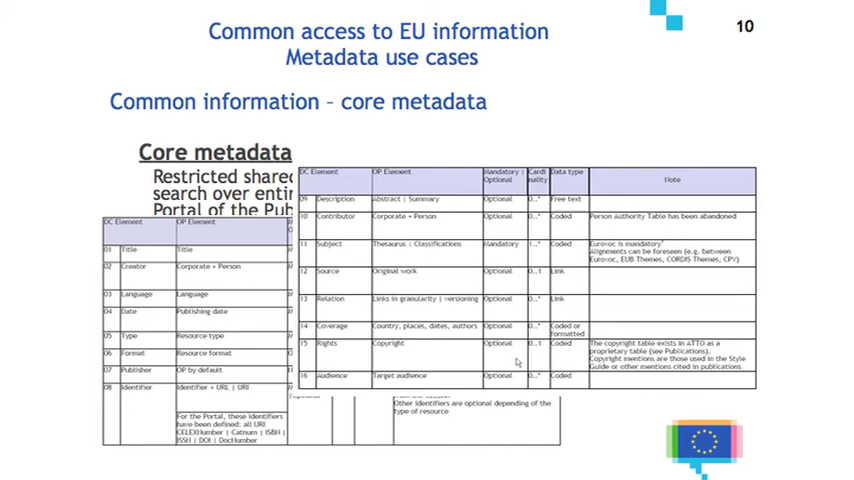 10
Common access to EU information
Metadata use cases
Common information – core metadata
Core metadata
Restricted shared
search over enti
Portal of the Pub
DC Element OP Element
01 Title Title
02 Creator Corporate + Person
03 Language Language
04 Date Publishing date
05 Type Resource type
06 Format Resource format
07 Publisher OP by default
08 Identifier Identifier + URL | URI
For the Portal, these identifiers
have been defined: all URI
CELEXNumber | Catnum | ISBN |
ISSN | DOI | DocNumber
Other identifiers are optional depending of the
type of resource
DC Element OP Element Mandatory | Optional Cardinality Data type Note
09 Description Abstract | Summary Optional 0..* Free text
10 Contributor Corporate + Person Optional 0..* Coded Person Authority Table has been abandoned
11 Subject Thesaurus | Classifications Mandatory 1..* Coded Eurovoc is mandatory*
Alignments can be foreseen (e.g. between
Eurovoc, EUB Themes, CORDIS Themes, CPV)
12 Source Original work Optional 0..1 Link
13 Relation Links in granularity | versioning Optional 0..* Link
14 Coverage Country, places, dates, authors Optional 0..* Coded or
formatted
15 Rights Copyright Optional 0..1 Coded The copyright table exists in ATTO as a
proprietary table (see Publications).
Copyright mentions are those used in the Style
Guide or other mentions cited in publications
16 Audience Target audience Optional 0..* Coded